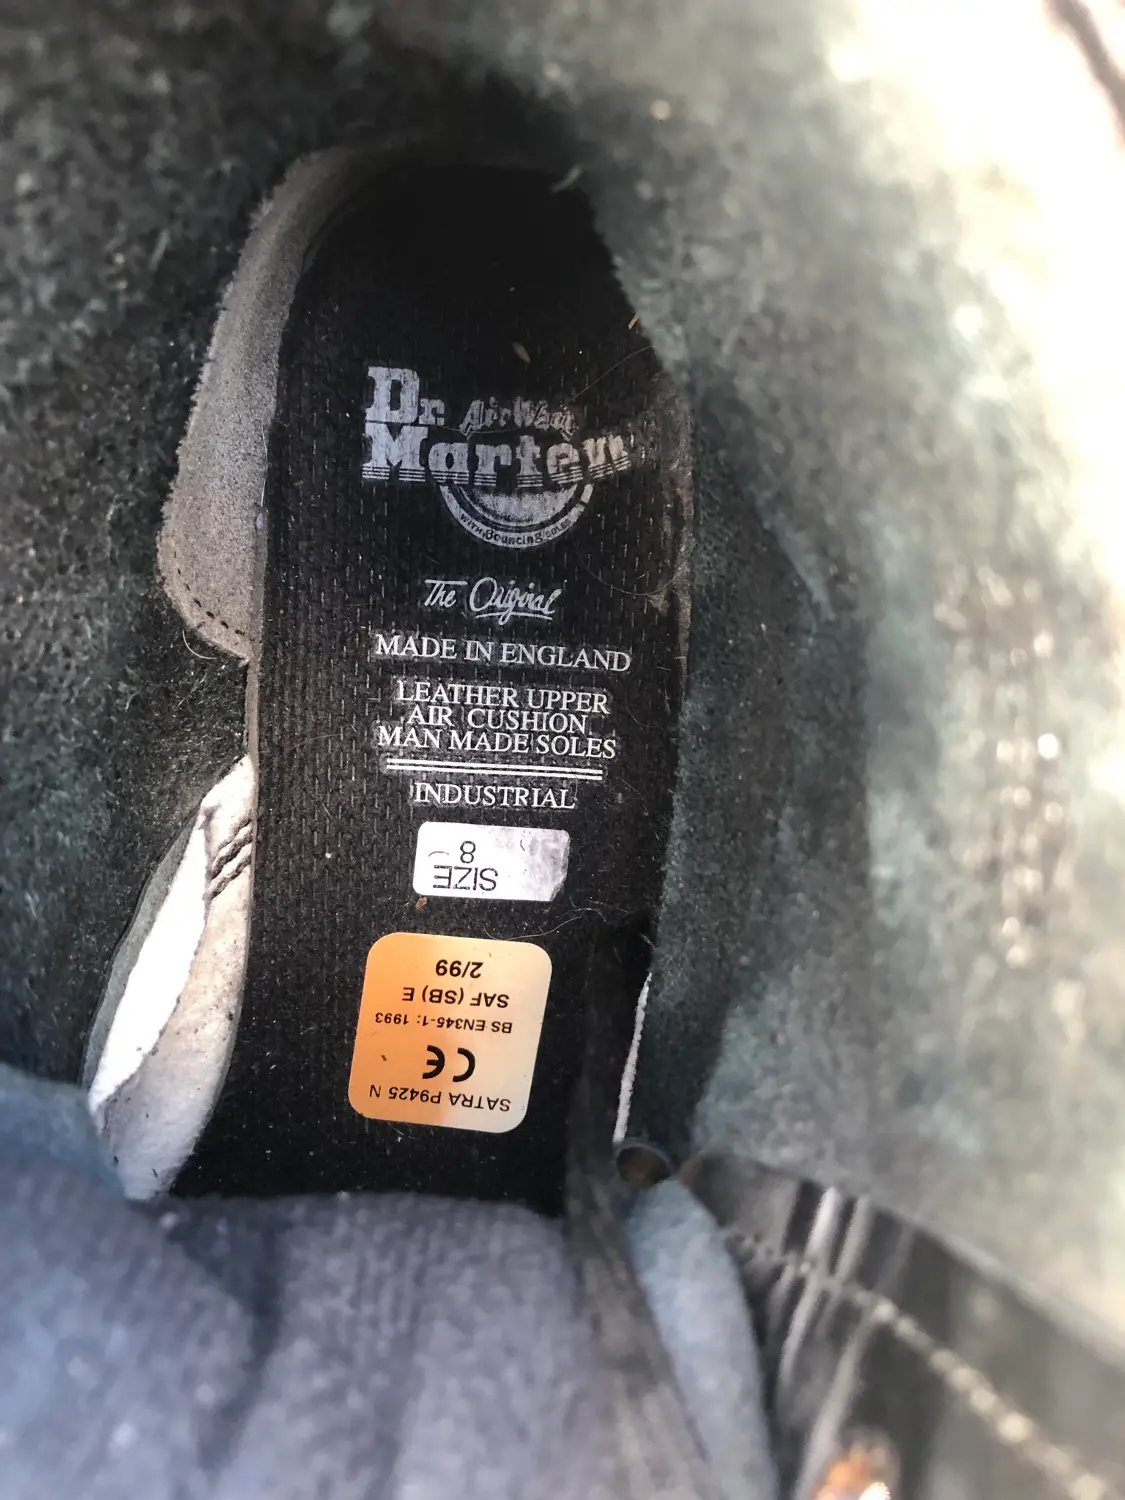 Dr. AirWair
Martens
WITH Bouncing SOLES
The Original
MADE IN ENGLAND
LEATHER UPPER
AIR CUSHION
MAN MADE SOLES
INDUSTRIAL
SIZE
8
SATRA P9425 N
CE
BS EN345-1: 1993
SAF (SB) E
2/99